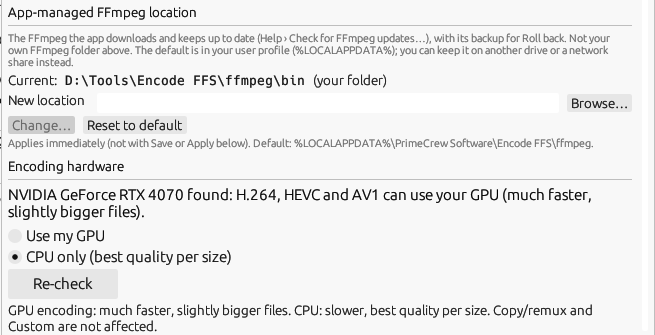 App-managed FFmpeg location
The FFmpeg the app downloads and keeps up to date (Help › Check for FFmpeg updates…), with its backup for Roll back. Not your
own FFmpeg folder above. The default is in your user profile (%LOCALAPPDATA%); you can keep it on another drive or a network
share instead.
Current: D:\Tools\Encode FFS\ffmpeg\bin (your folder)
New location Browse…
Change… Reset to default
Applies immediately (not with Save or Apply below). Default: %LOCALAPPDATA%\PrimeCrew Software\Encode FFS\ffmpeg.
Encoding hardware
NVIDIA GeForce RTX 4070 found: H.264, HEVC and AV1 can use your GPU (much faster,
slightly bigger files).
Use my GPU
CPU only (best quality per size)
Re-check
GPU encoding: much faster, slightly bigger files. CPU: slower, best quality per size. Copy/remux and
Custom are not affected.